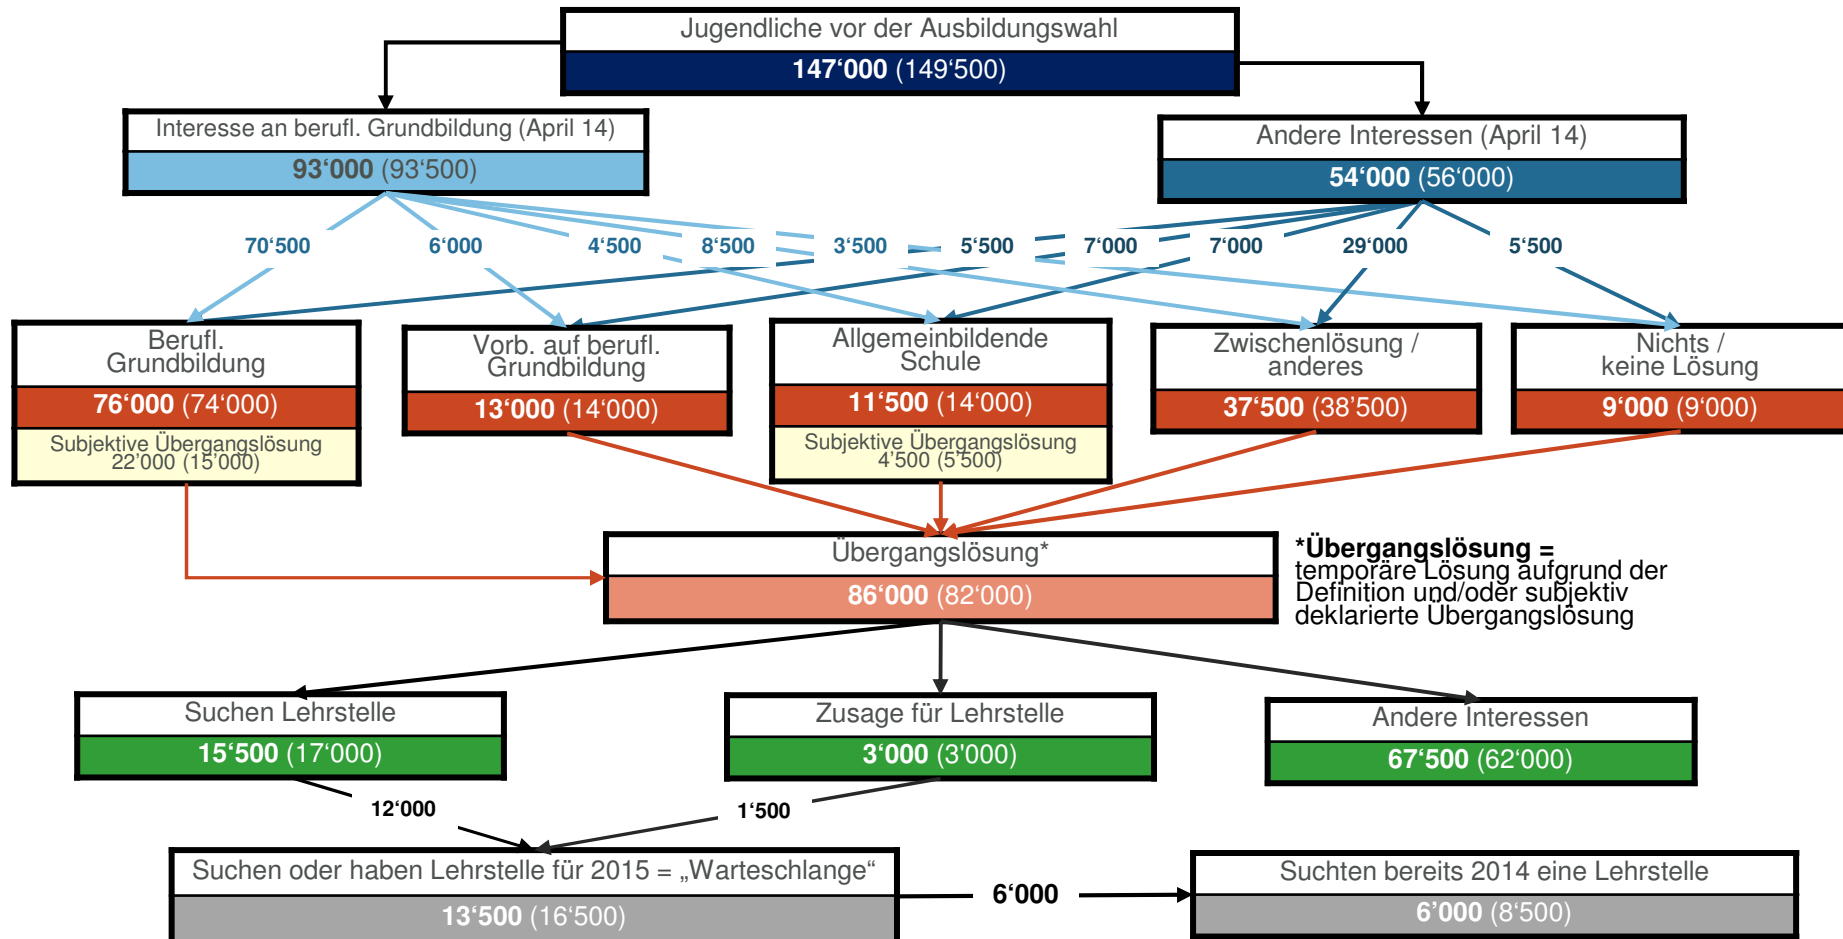 Jugendliche vor der Ausbildungswahl
147‘000 (149‘500)
Interesse an berufl. Grundbildung (April 14)
93‘000 (93‘500)
Andere Interessen (April 14)
54‘000 (56‘000)
70‘500 6‘000 4‘500 8‘500 3‘500 5‘500 7‘000 7‘000 29‘000 5‘500
Berufl.
Grundbildung
76‘000 (74‘000)
Subjektive Übergangslösung
22’000 (15’000)
Vorb. auf berufl.
Grundbildung
13‘000 (14‘000)
Allgemeinbildende
Schule
11‘500 (14‘000)
Subjektive Übergangslösung
4’500 (5’500)
Zwischenlösung /
anderes
37‘500 (38’500)
Nichts /
keine Lösung
9‘000 (9‘000)
Übergangslösung*
86‘000 (82‘000)
*Übergangslösung =
temporäre Lösung aufgrund der
Definition und/oder subjektiv
deklarierte Übergangslösung
Suchen Lehrstelle
15‘500 (17‘000)
Zusage für Lehrstelle
3‘000 (3'000)
Andere Interessen
67‘500 (62‘000)
12‘000
1‘500
Suchen oder haben Lehrstelle für 2015 = „Warteschlange“
13‘500 (16‘500)
6‘000
Suchten bereits 2014 eine Lehrstelle
6’000 (8‘500)